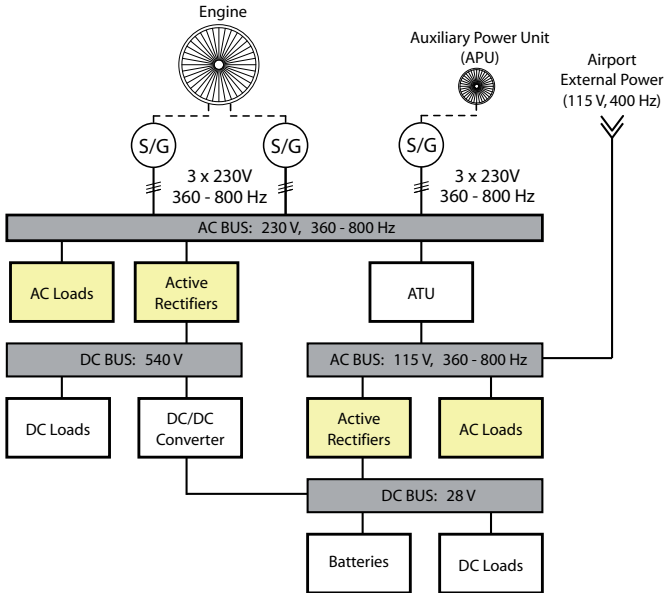 Engine
Auxiliary Power Unit
(APU)
Airport
External Power
(115 V, 400 Hz)
S/G
S/G
S/G
3 x 230V
360 - 800 Hz
3 x 230V
360 - 800 Hz
AC BUS: 230 V, 360 - 800 Hz
AC Loads
Active
Rectifiers
ATU
DC BUS: 540 V
AC BUS: 115 V, 360 - 800 Hz
DC Loads
DC/DC
Converter
Active
Rectifiers
AC Loads
DC BUS: 28 V
Batteries
DC Loads